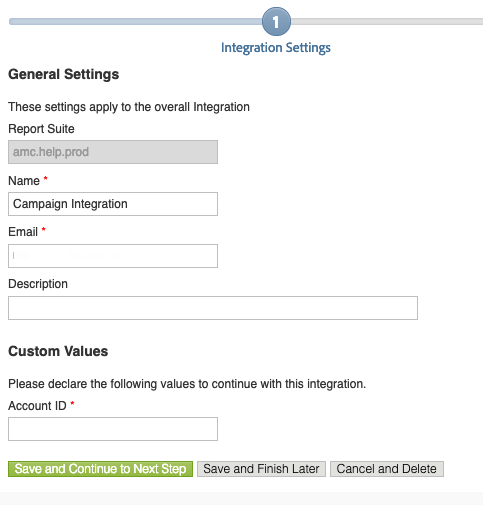 1
Integration Settings
General Settings
These settings apply to the overall Integration
Report Suite
amc.help.prod
Name *
Campaign Integration
Email *
Description
Custom Values
Please declare the following values to continue with this integration.
Account ID *
Save and Continue to Next Step Save and Finish Later Cancel and Delete